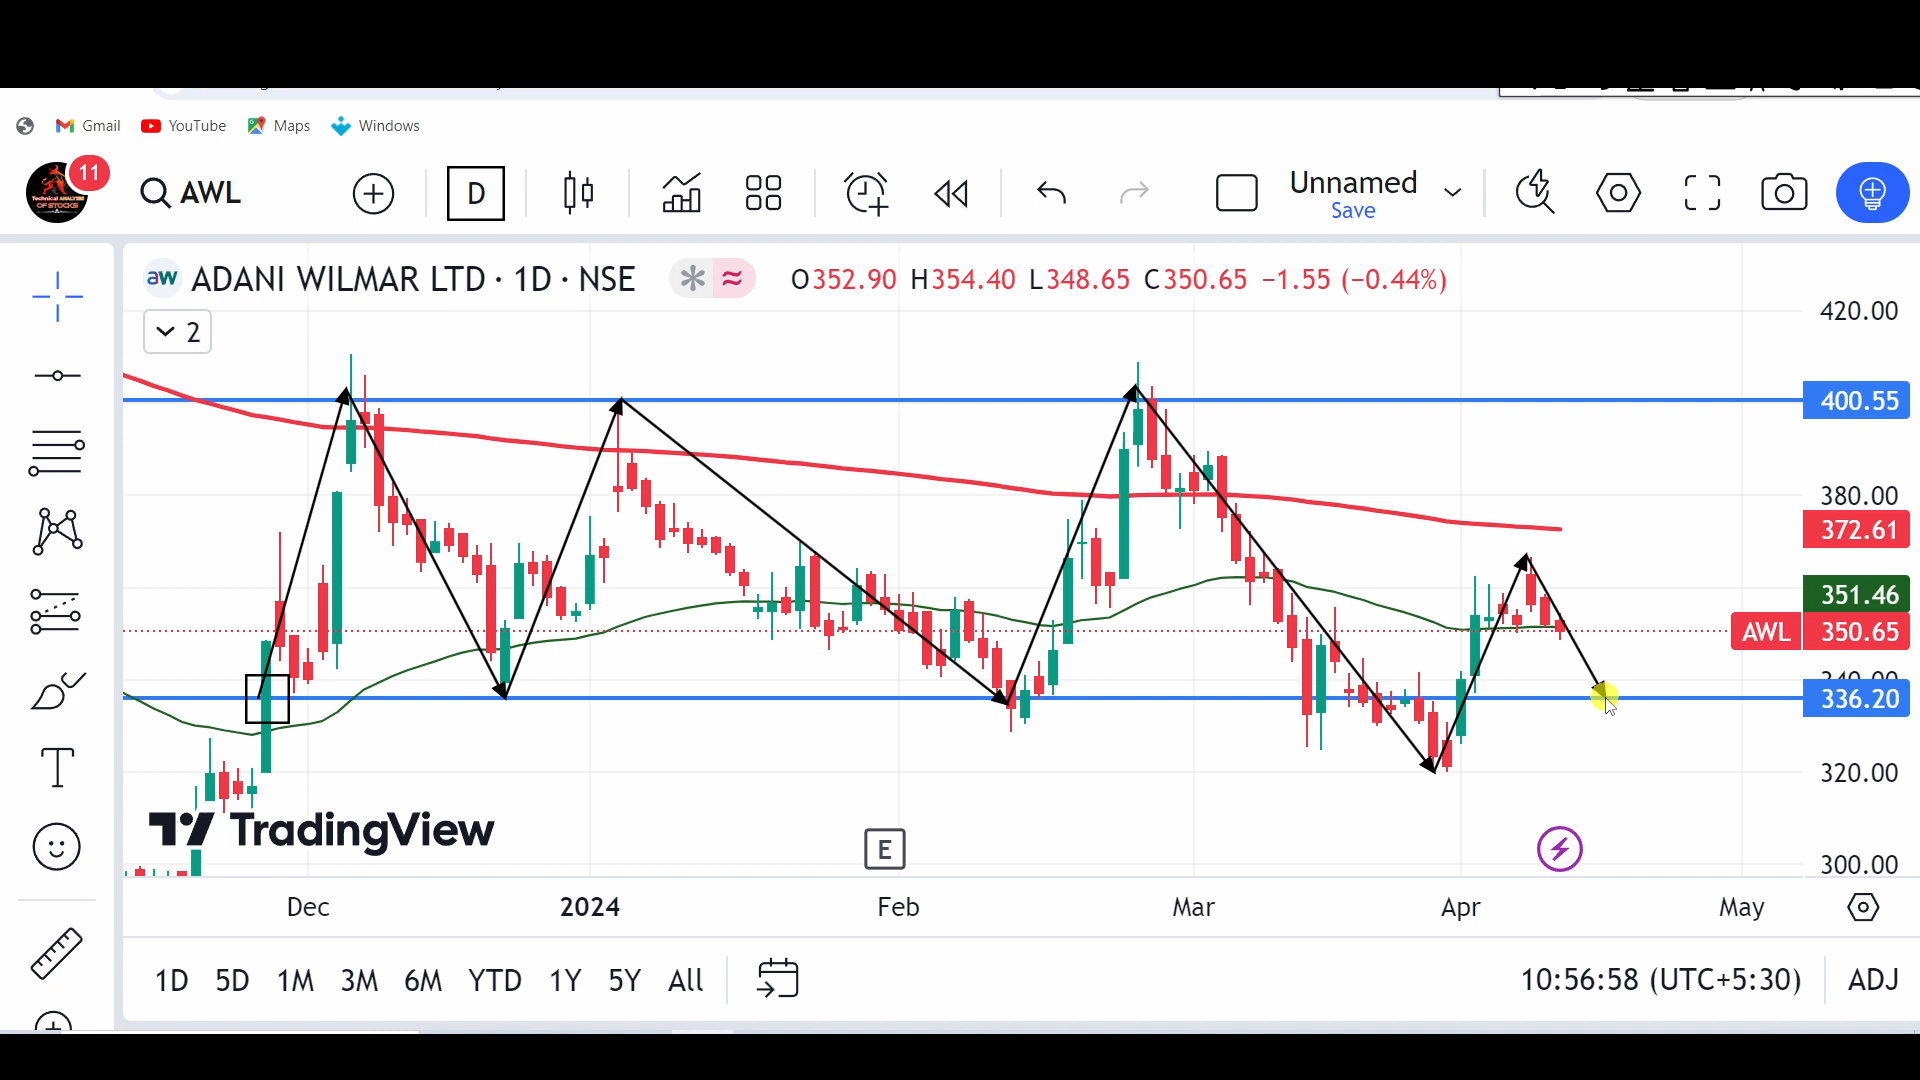 Gmail YouTube Maps Windows
11
AWL
D
Unnamed
Save
aw ADANI WILMAR LTD · 1D · NSE
O352.90 H354.40 L348.65 C350.65 −1.55 (−0.44%)
2
420.00
400.55
380.00
372.61
351.46
AWL 350.65
340.00
336.20
320.00
300.00
TradingView
E
Dec 2024 Feb Mar Apr May
1D 5D 1M 3M 6M YTD 1Y 5Y All
10:56:58 (UTC+5:30) ADJ